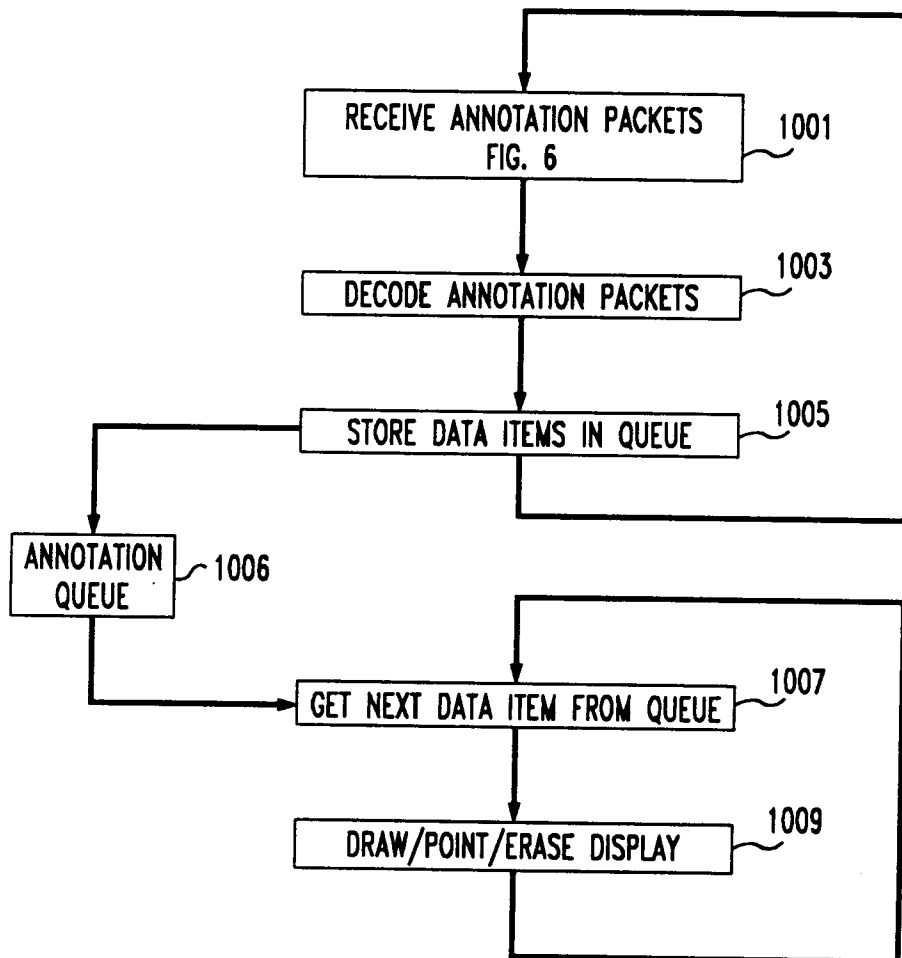 RECEIVE ANNOTATION PACKETS
FIG. 6
1001
DECODE ANNOTATION PACKETS
1003
STORE DATA ITEMS IN QUEUE
1005
ANNOTATION
QUEUE
1006
GET NEXT DATA ITEM FROM QUEUE
1007
DRAW/POINT/ERASE DISPLAY
1009